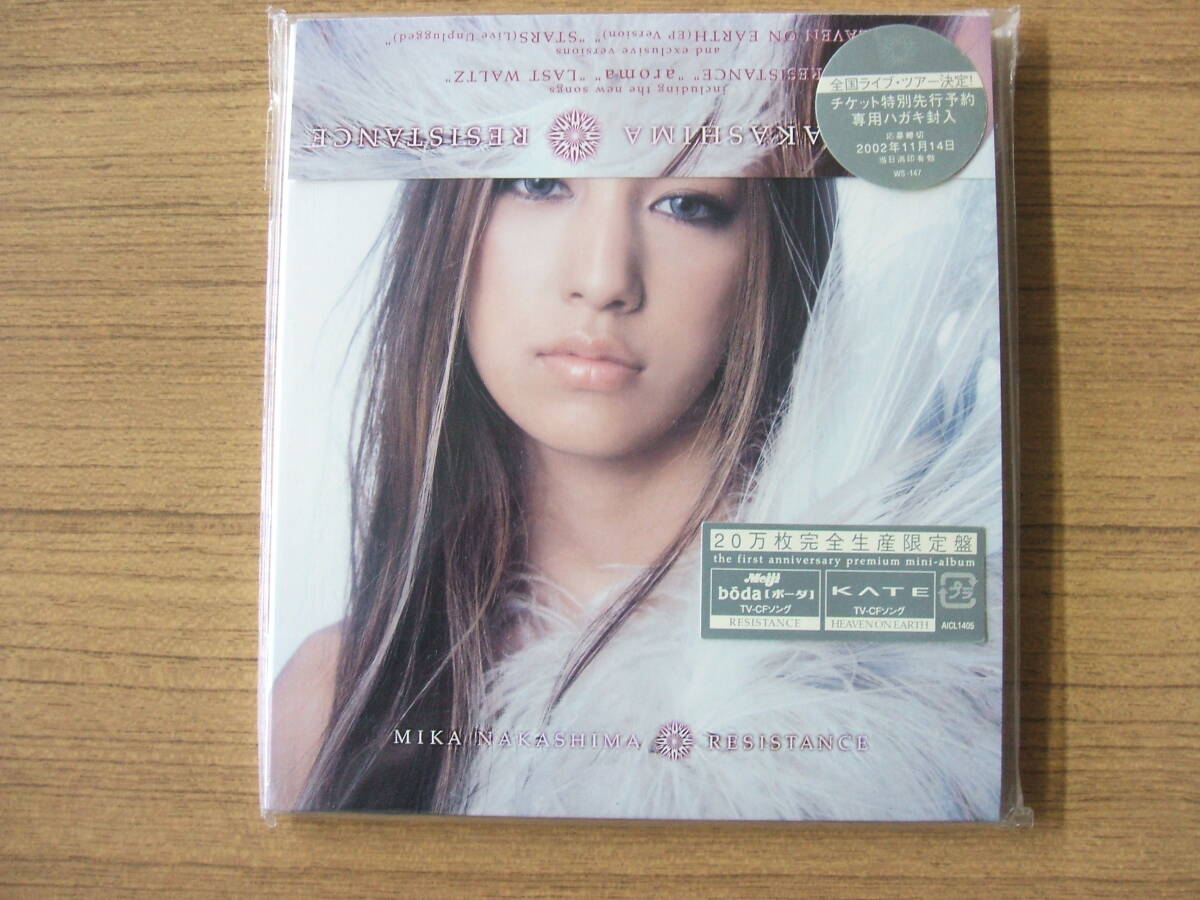 AKASHIMA RESISTANCE
including the new songs
RESISTANCE" "aroma" "LAST WALTZ"
and exclusive versions
EAVEN ON EARTH(EP Version)" "STARS(Live Unplugged)"
全国ライブ・ツアー決定!
チケット特別先行予約
専用ハガキ封入
応募締切
2002年11月14日
当日消印有効
WS-147
20万枚完全生産限定盤
the first anniversary premium mini-album
Meiji
bōda [ボーダ]
TV-CFソング
RESISTANCE
KATE
TV-CFソング
HEAVEN ON EARTH
プラ
AICL1405
MIKA NAKASHIMA RESISTANCE